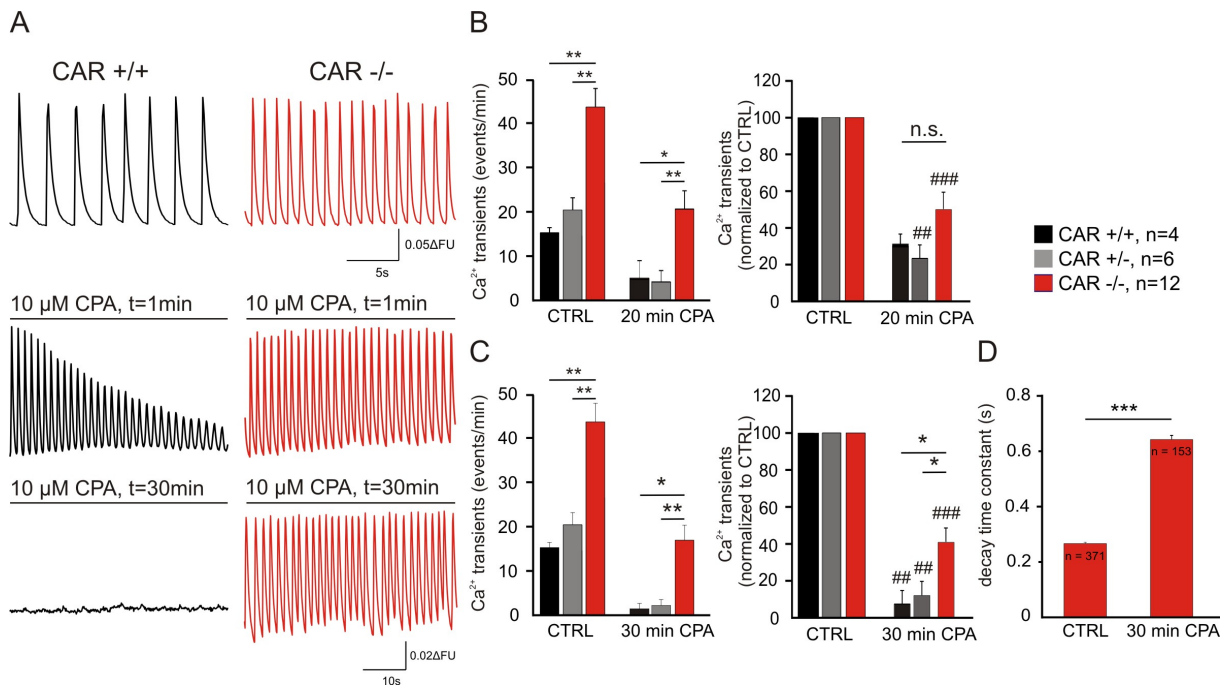 A
CAR +/+
CAR -/-
0.05ΔFU
5s
10 µM CPA, t=1min
10 µM CPA, t=1min
10 µM CPA, t=30min
10 µM CPA, t=30min
0.02ΔFU
10s
B
Ca²⁺ transients (events/min)
50
40
30
20
10
0
**
**
*
**
CTRL
20 min CPA
Ca²⁺ transients
(normalized to CTRL)
120
100
80
60
40
20
0
n.s.
##
###
CTRL
20 min CPA
CAR +/+, n=4
CAR +/-, n=6
CAR -/-, n=12
C
Ca²⁺ transients (events/min)
50
40
30
20
10
0
**
**
*
**
CTRL
30 min CPA
Ca²⁺ transients
(normalized to CTRL)
120
100
80
60
40
20
0
*
*
##
##
###
CTRL
30 min CPA
D
decay time constant (s)
0.8
0.6
0.4
0.2
0
***
n = 371
n = 153
CTRL
30 min CPA